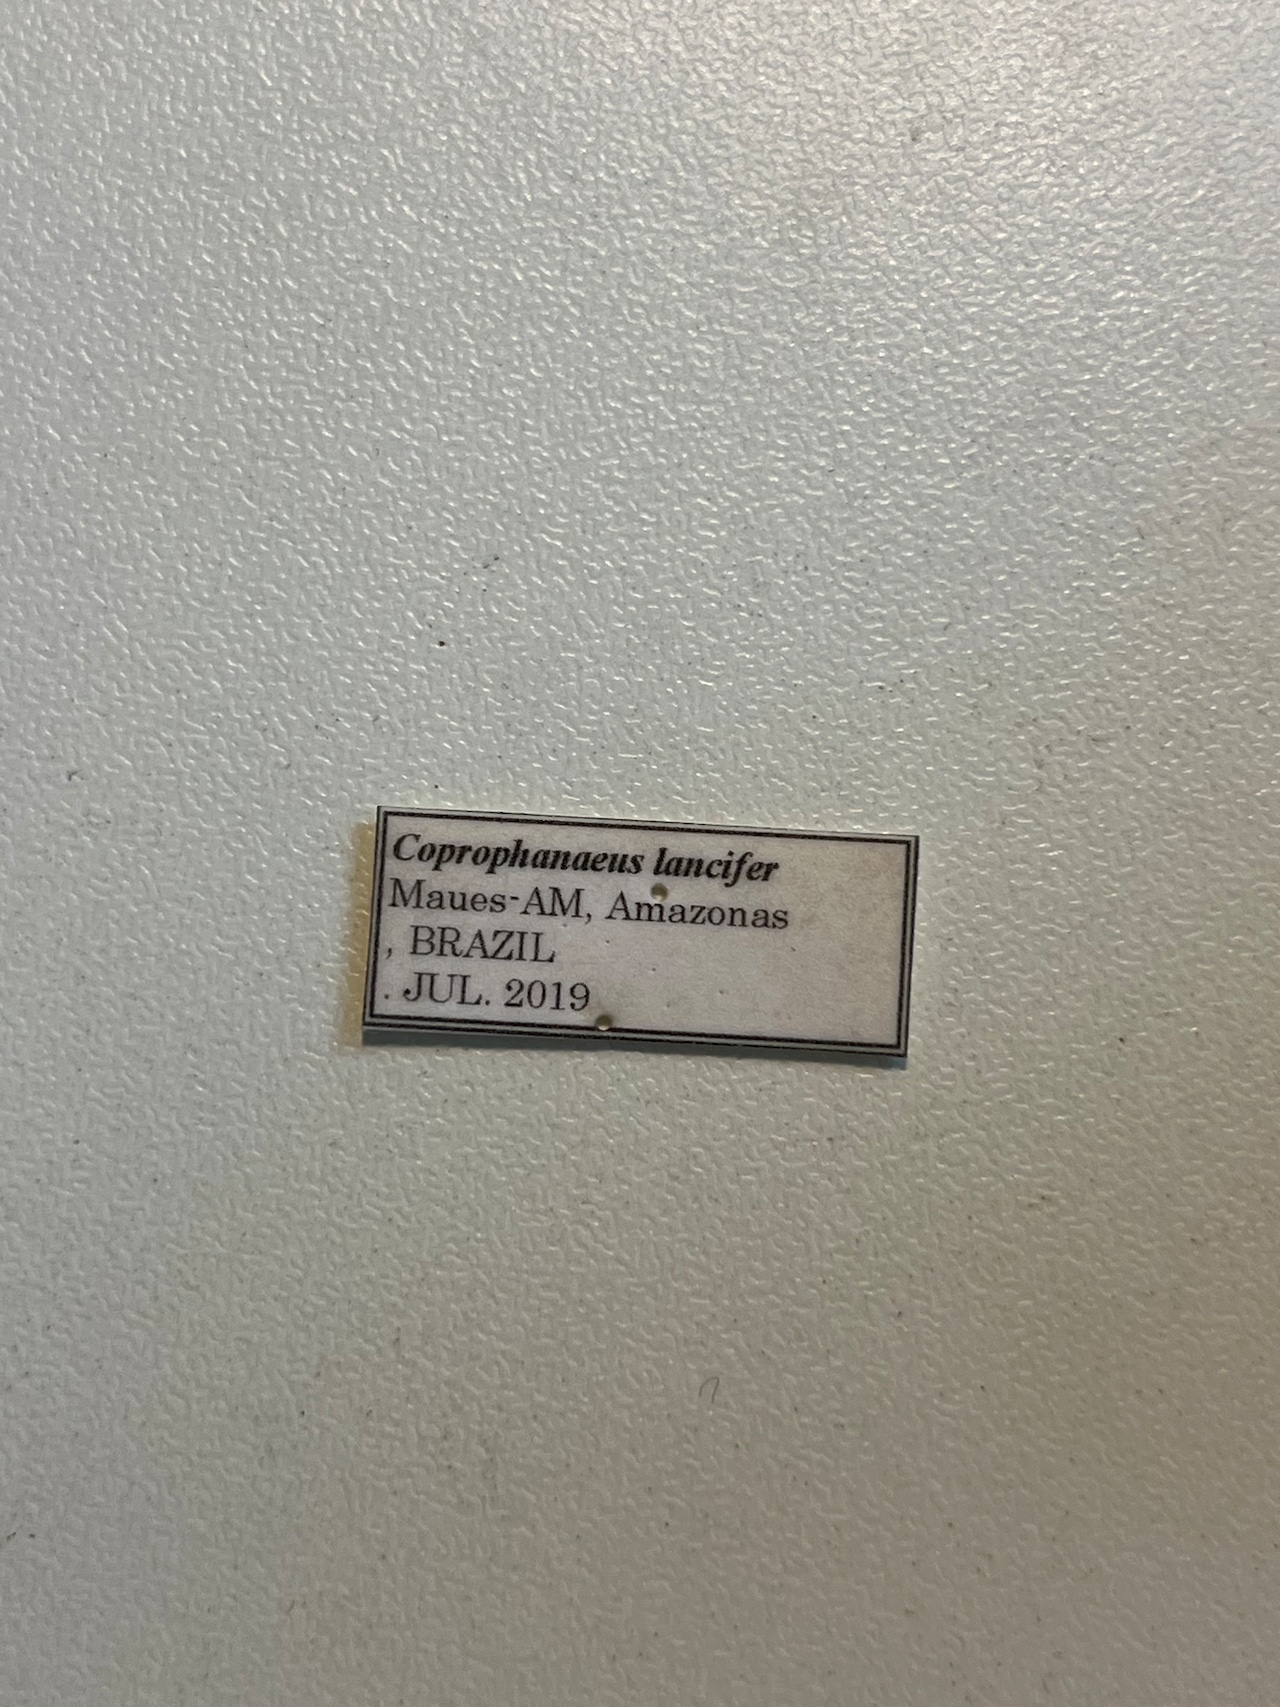 Coprophanaeus lancifer
Maues-AM, Amazonas
, BRAZIL
. JUL. 2019